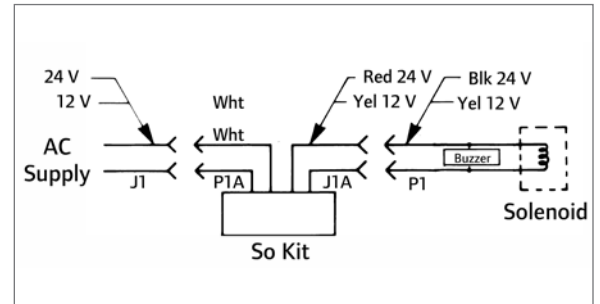 24 V
12 V
Wht
Wht
Red 24 V
Yel 12 V
Blk 24 V
Yel 12 V
AC
Supply
J1
P1A
J1A
P1
Buzzer
Solenoid
So Kit